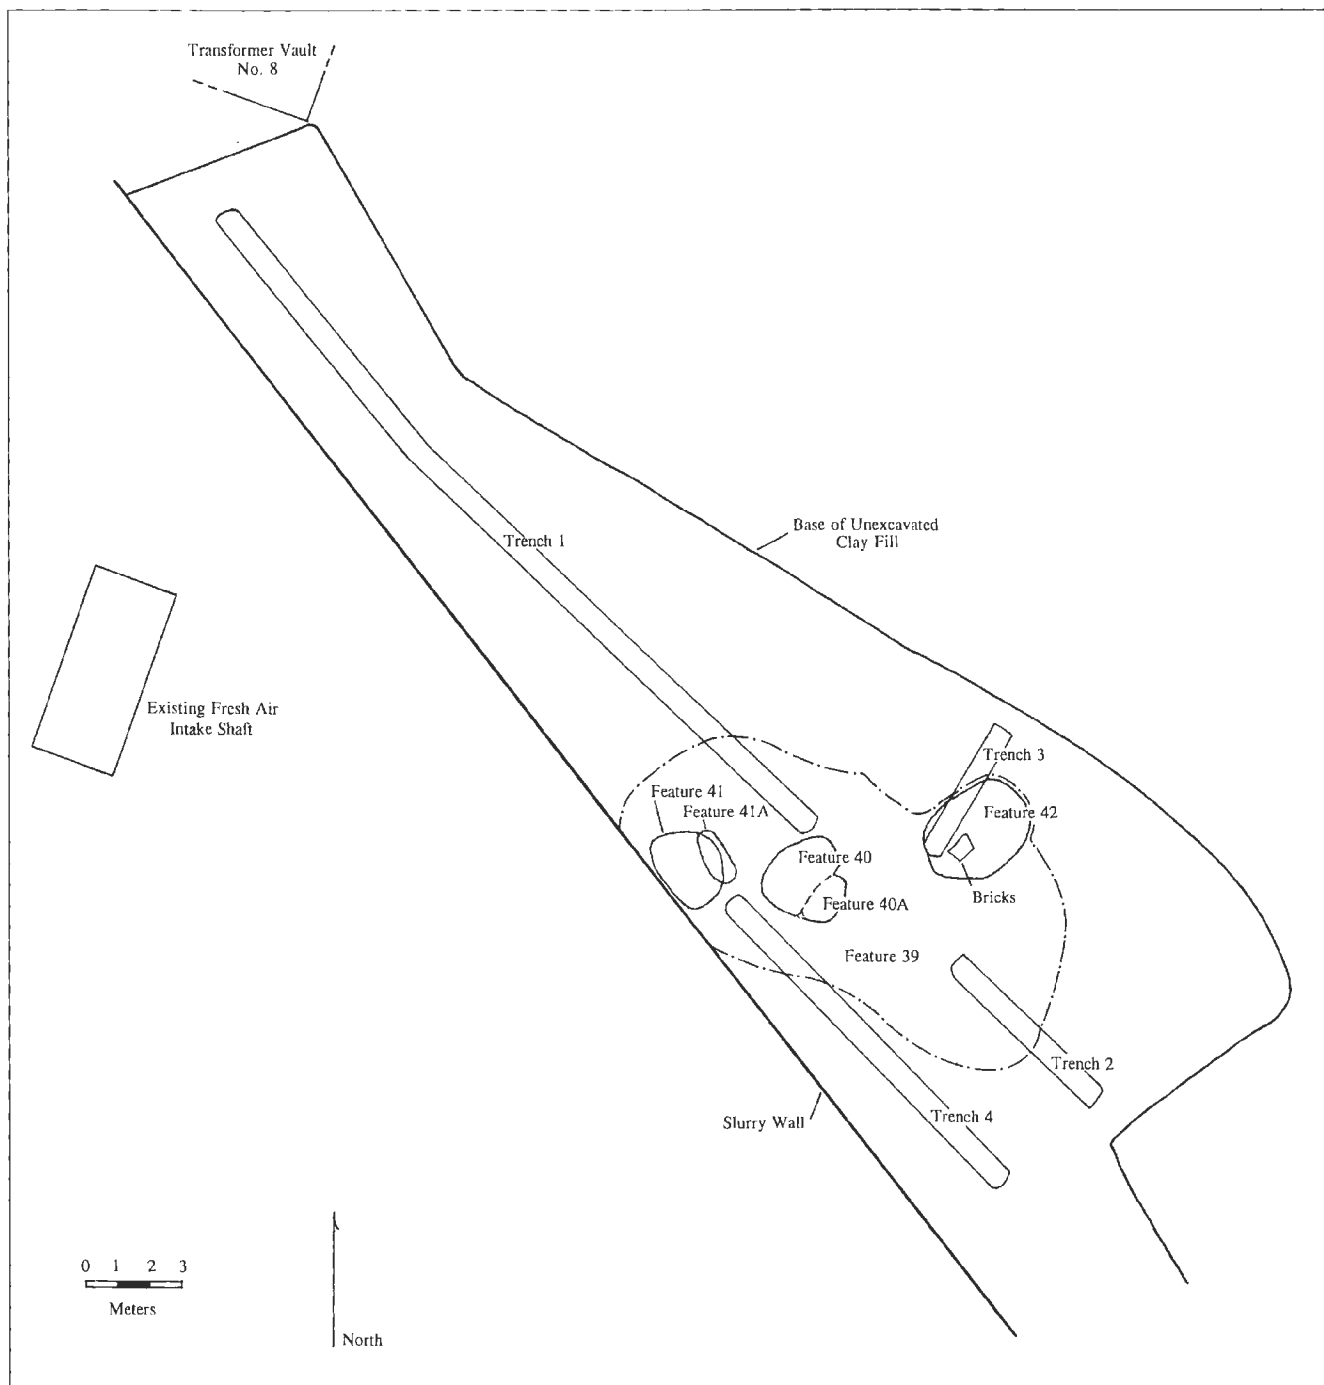 Transformer Vault
No. 8
Base of Unexcavated
Clay Fill
Trench 1
Existing Fresh Air
Intake Shaft
Trench 3
Feature 41
Feature 41A
Feature 42
Feature 40
Bricks
Feature 40A
Feature 39
Trench 2
Trench 4
Slurry Wall
0 1 2 3
Meters
North